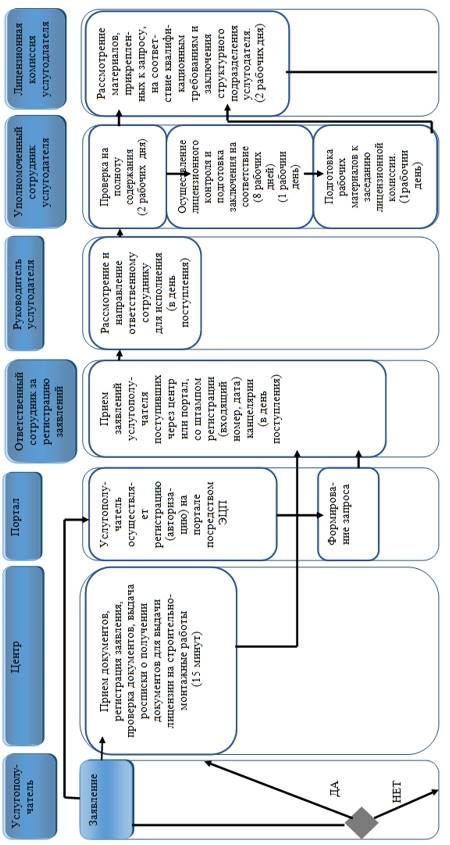 Услугополу-
чатель
Центр
Портал
Ответственный
сотрудник за
регистрацию
заявлений
Руководитель
услугодателя
Уполномоченный
сотрудник
услугодателя
Лицензионная
комиссия
услугодателя
Заявление
ДА
НЕТ
Прием документов,
регистрация заявления,
проверка документов, выдача
росписки о получении
документов для выдачи
лицензии на строительно-
монтажные работы
(15 минут)
Услугополу-
чатель
осуществля-
ет
регистрацию
(авториза-
цию) на
портале
посредством
ЭЦП
Формирова-
ние запроса
Прием
заявлений
услугополу-
чателя
поступивших
через центр
или портал,
со штампом
регистрации
(входящий
номер, дата)
канцелярии
(в день
поступления)
Рассмотрение и
направление
ответственному
сотруднику
для исполнения
(в день
поступления)
Проверка на
полноту
содержания
(2 рабочих дня)
Осуществление
лицензионного
контроля и
подготовка
заключения на
соответствие
(8 рабочих
дней)
(1 рабочии
день)
Подготовка
рабочих
материалов к
заседанию
лицензионной
комиссии.
(1рабочии
день)
Рассмотрение
материалов,
прикреплен-
ных к запросу,
на соответ-
ствие квалифи-
кационным
требованиям и
заключения
структурного
подразделения
услугодателя.
(2 рабочих дня)